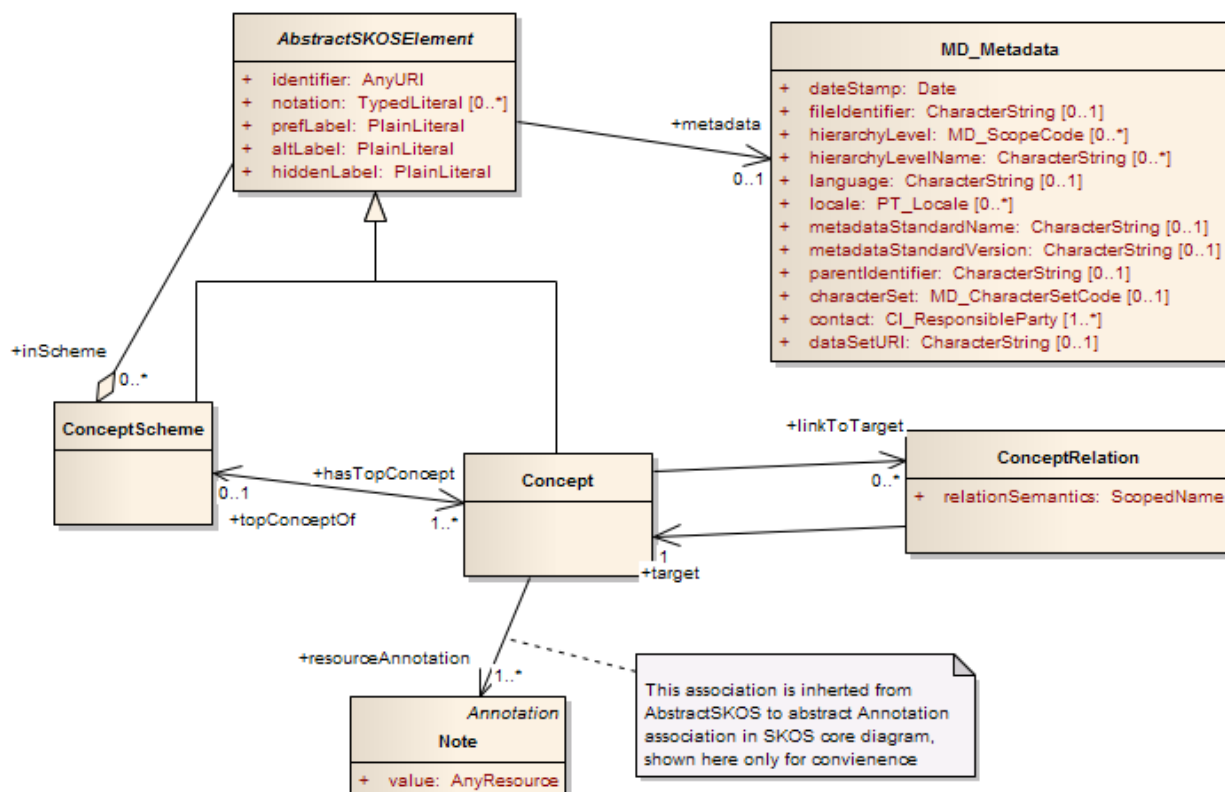 AbstractSKOSElement
+ identifier: AnyURI
+ notation: TypedLiteral [0..*]
+ prefLabel: PlainLiteral
+ altLabel: PlainLiteral
+ hiddenLabel: PlainLiteral
MD_Metadata
+ dateStamp: Date
+ fileIdentifier: CharacterString [0..1]
+ hierarchyLevel: MD_ScopeCode [0..*]
+ hierarchyLevelName: CharacterString [0..*]
+ language: CharacterString [0..1]
+ locale: PT_Locale [0..*]
+ metadataStandardName: CharacterString [0..1]
+ metadataStandardVersion: CharacterString [0..1]
+ parentIdentifier: CharacterString [0..1]
+ characterSet: MD_CharacterSetCode [0..1]
+ contact: CI_ResponsibleParty [1..*]
+ dataSetURI: CharacterString [0..1]
+metadata
0..1
+inScheme
0..*
ConceptScheme
+hasTopConcept
0..1
+topConceptOf
1..*
Concept
+linkToTarget
0..*
ConceptRelation
+ relationSemantics: ScopedName
1
+target
+resourceAnnotation
1..*
Annotation
Note
+ value: AnyResource
This association is inherited from
AbstractSKOS to abstract Annotation
association in SKOS core diagram,
shown here only for convienence